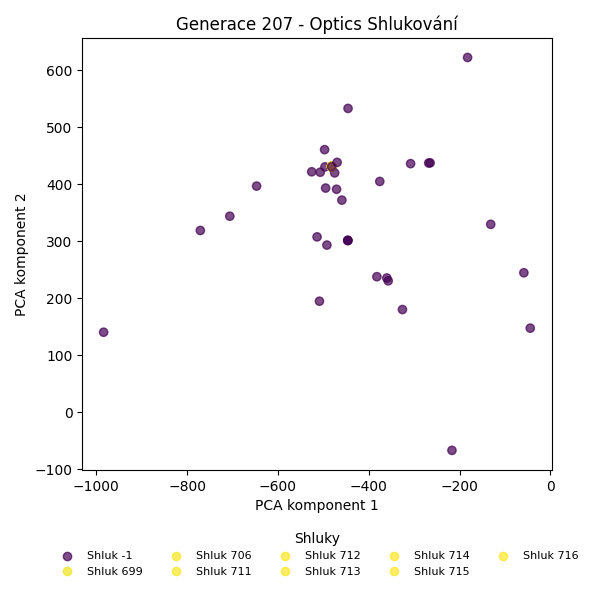 Generace 207 - Optics Shlukování
600
500
400
300
200
100
0
−100
PCA komponent 2
−1000 −800 −600 −400 −200 0
PCA komponent 1
Shluky
Shluk -1 Shluk 706 Shluk 712 Shluk 714 Shluk 716
Shluk 699 Shluk 711 Shluk 713 Shluk 715